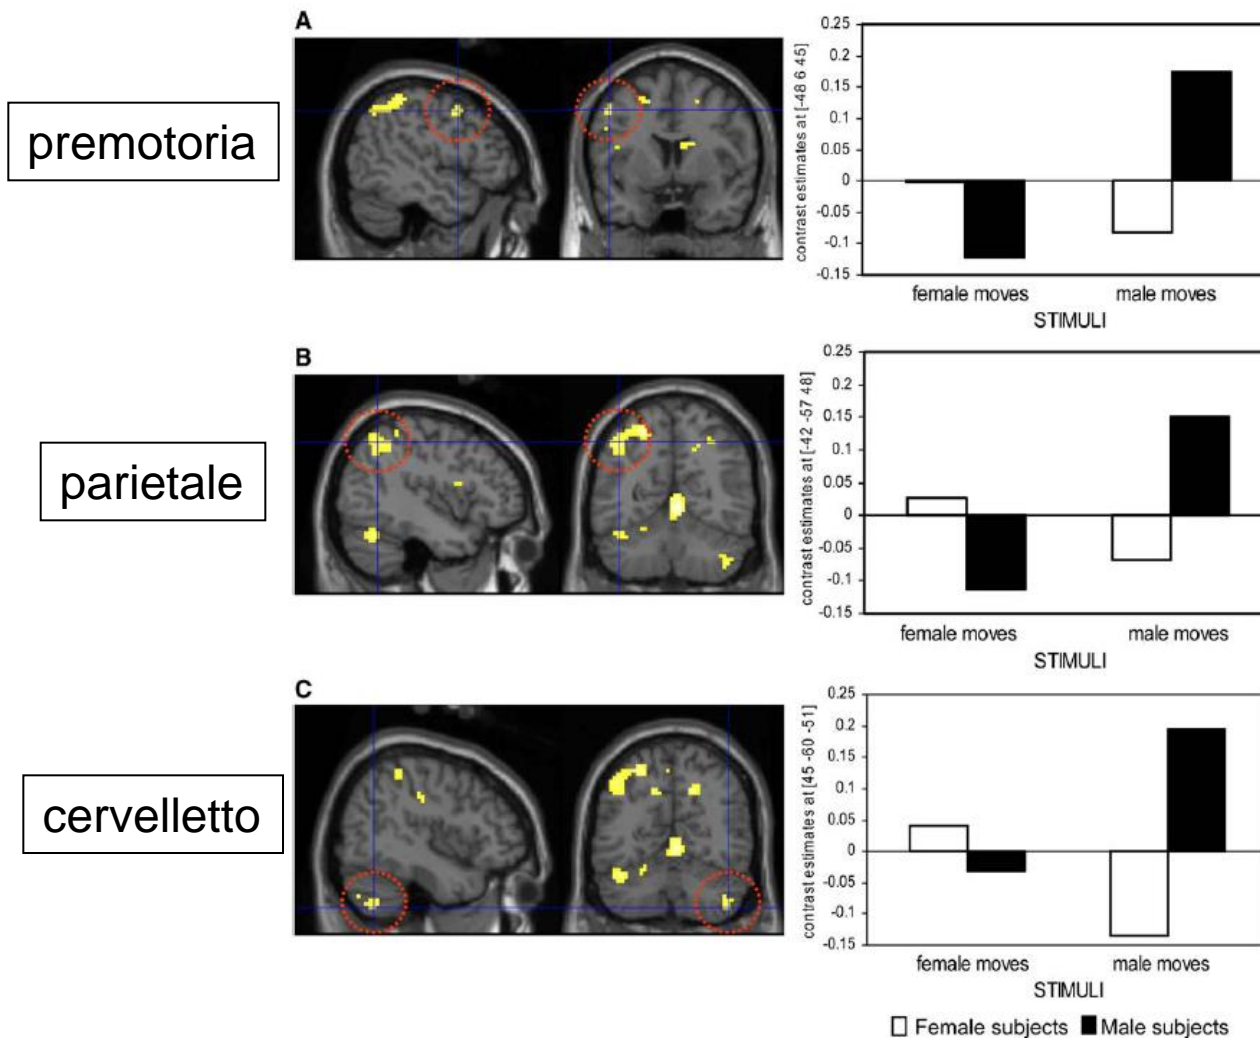 premotoria
A
contrast estimates at [-48 6 45]
0.25
0.2
0.15
0.1
0.05
0
-0.05
-0.1
-0.15
female moves male moves
STIMULI
parietale
B
contrast estimates at [-42 -57 48]
0.25
0.2
0.15
0.1
0.05
0
-0.05
-0.1
-0.15
female moves male moves
STIMULI
cervelletto
C
contrast estimates at [45 -60 -51]
0.25
0.2
0.15
0.1
0.05
0
-0.05
-0.1
-0.15
female moves male moves
STIMULI
Female subjects Male subjects